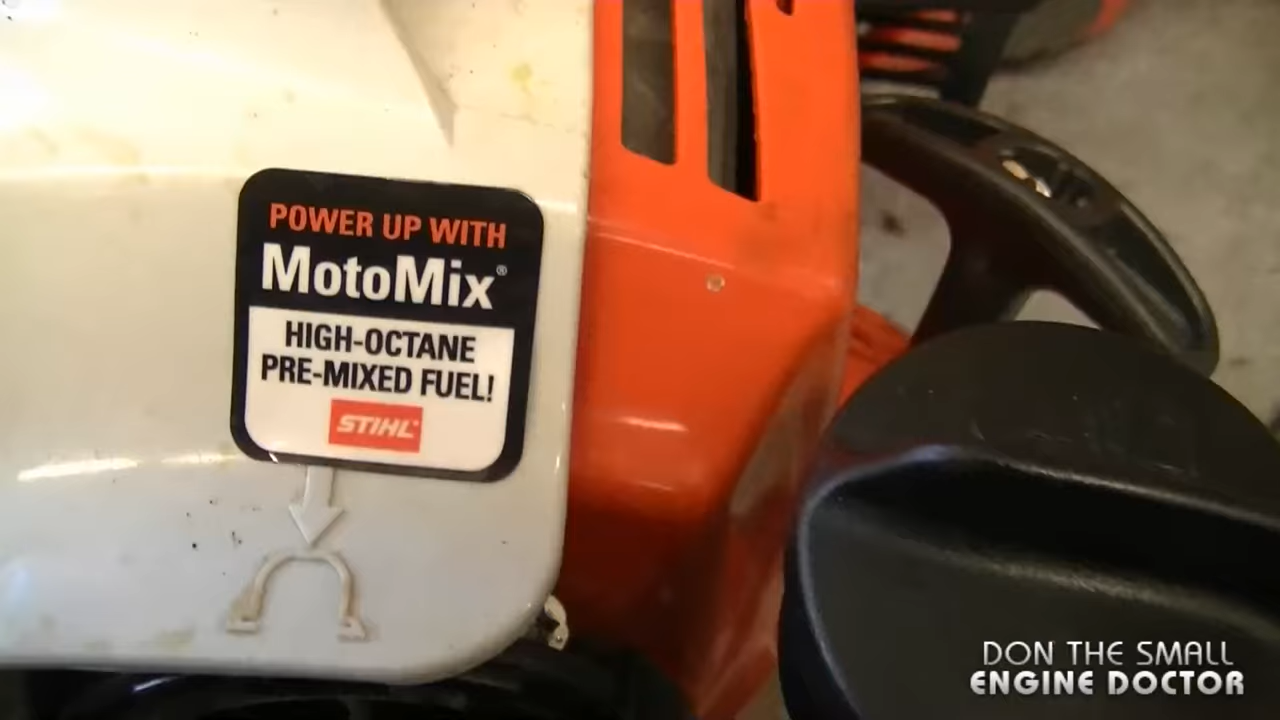 POWER UP WITH
MotoMix®
HIGH-OCTANE
PRE-MIXED FUEL!
STIHL®
DON THE SMALL
ENGINE DOCTOR